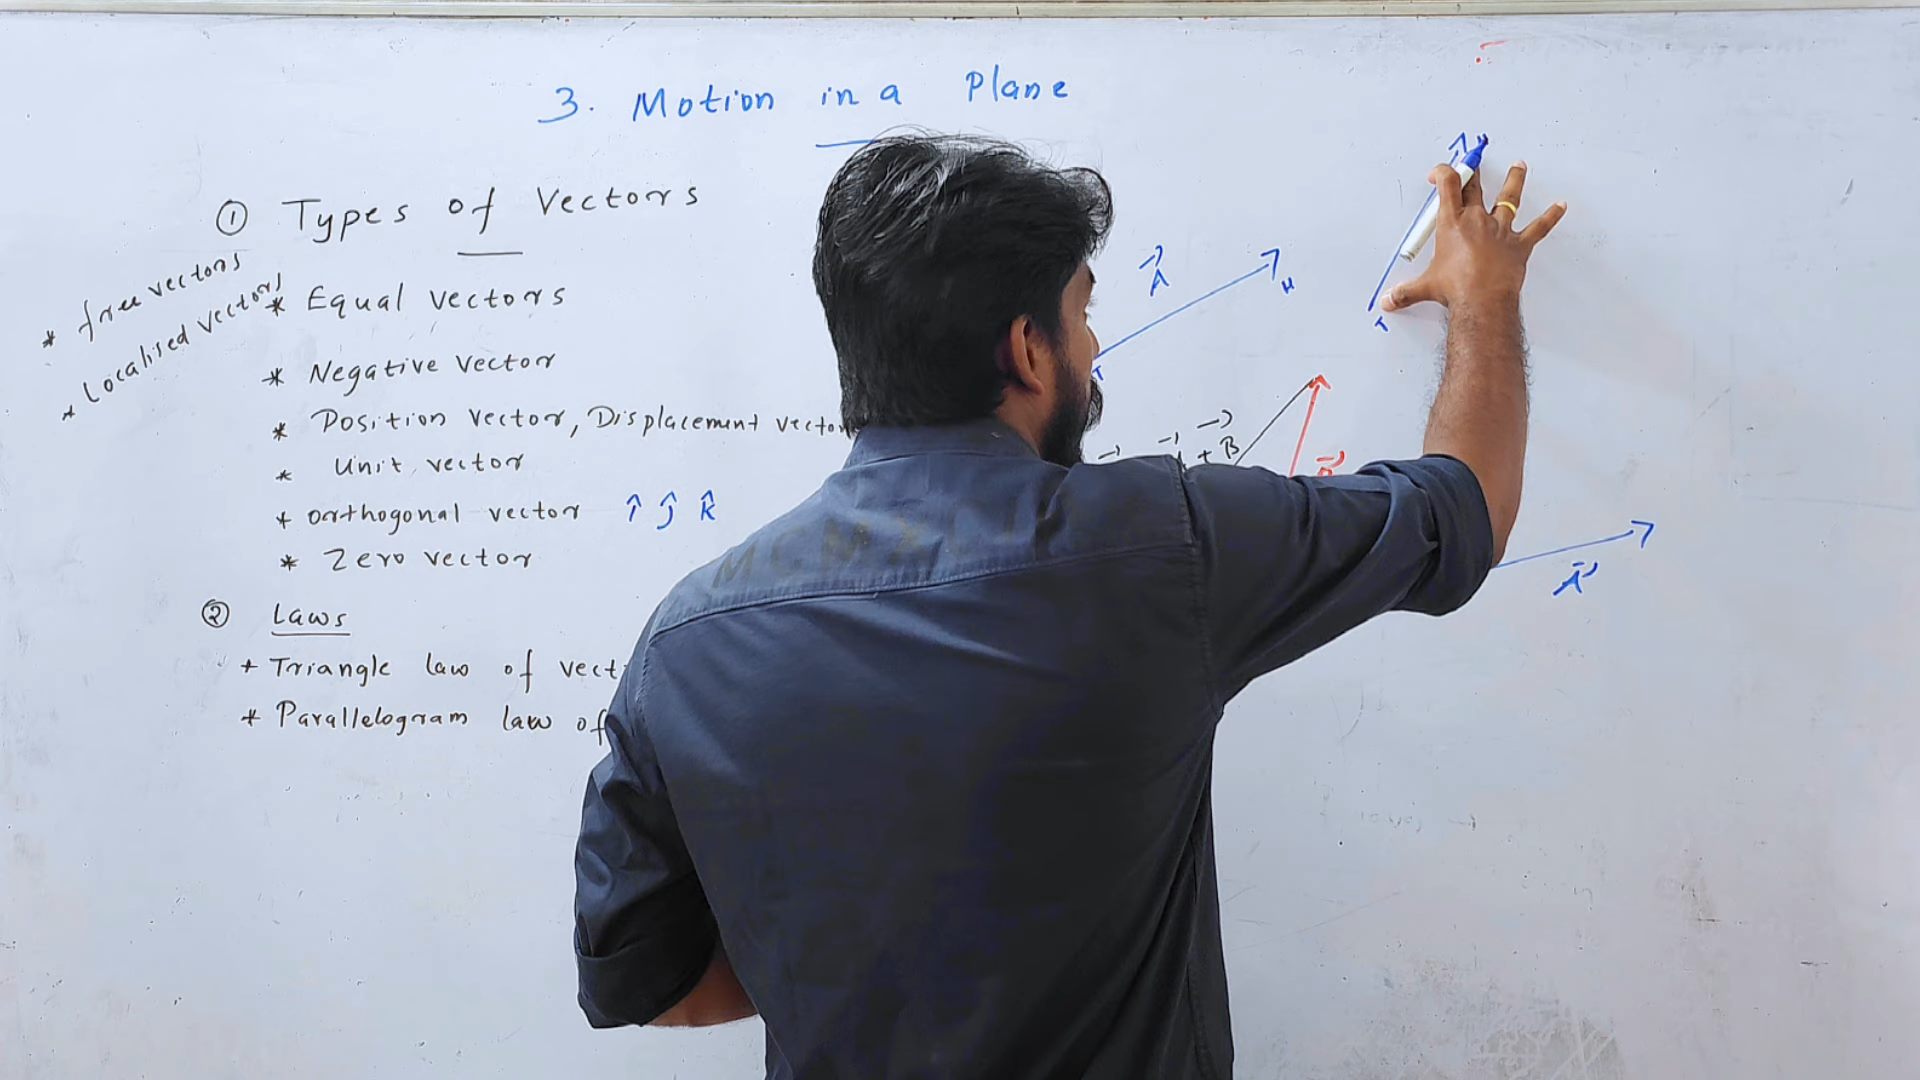 3. Motion in a Plane
① Types of Vectors
* free vectors
* Localised vectors
* Equal vectors
* Negative vector
* Position vector, Displacement vector
* Unit vector
* Orthogonal vector î ĵ k̂
* Zero vector
② Laws
* Triangle law of vect
* Parallelogram law of
A⃗
H
T
T
+ B⃗
A⃗